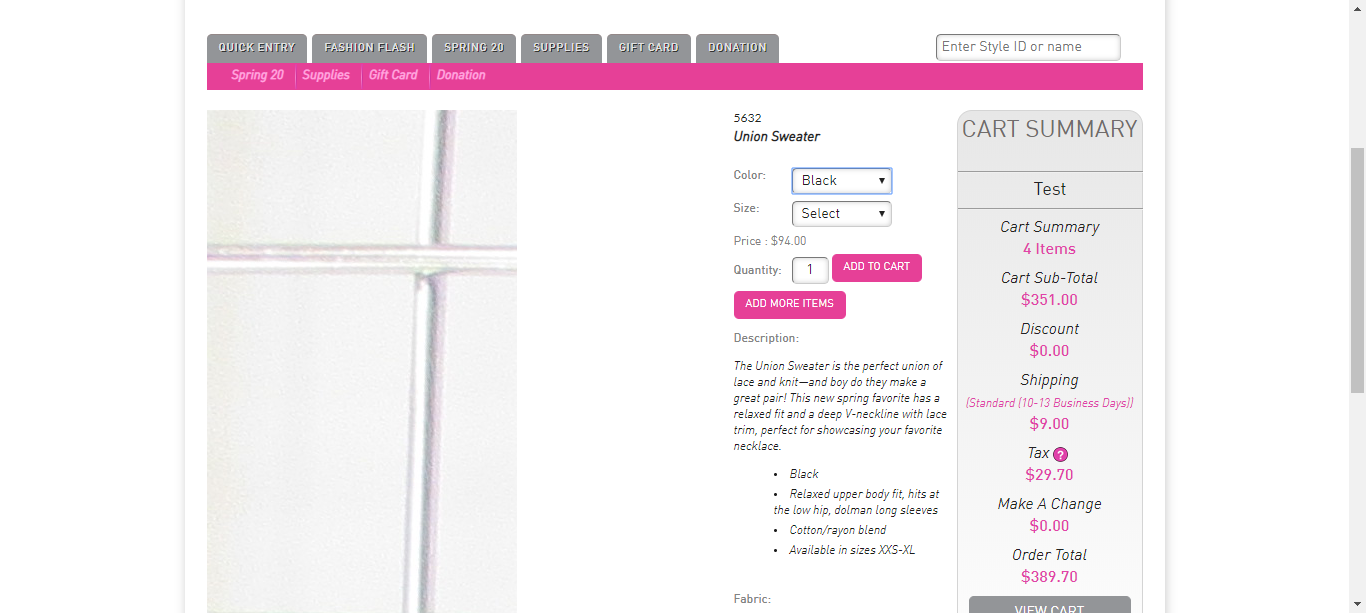 QUICK ENTRY
FASHION FLASH
SPRING 20
SUPPLIES
GIFT CARD
DONATION
Enter Style ID or name
Spring 20
Supplies
Gift Card
Donation
5632
Union Sweater
Color:
Black
Size:
Select
Price : $94.00
Quantity:
1
ADD TO CART
ADD MORE ITEMS
Description:
The Union Sweater is the perfect union of
lace and knit—and boy do they make a
great pair! This new spring favorite has a
relaxed fit and a deep V-neckline with lace
trim, perfect for showcasing your favorite
necklace.
• Black
• Relaxed upper body fit, hits at
the low hip, dolman long sleeves
• Cotton/rayon blend
• Available in sizes XXS-XL
Fabric:
CART SUMMARY
Test
Cart Summary
4 Items
Cart Sub-Total
$351.00
Discount
$0.00
Shipping
(Standard (10-13 Business Days))
$9.00
Tax ?
$29.70
Make A Change
$0.00
Order Total
$389.70
VIEW CART